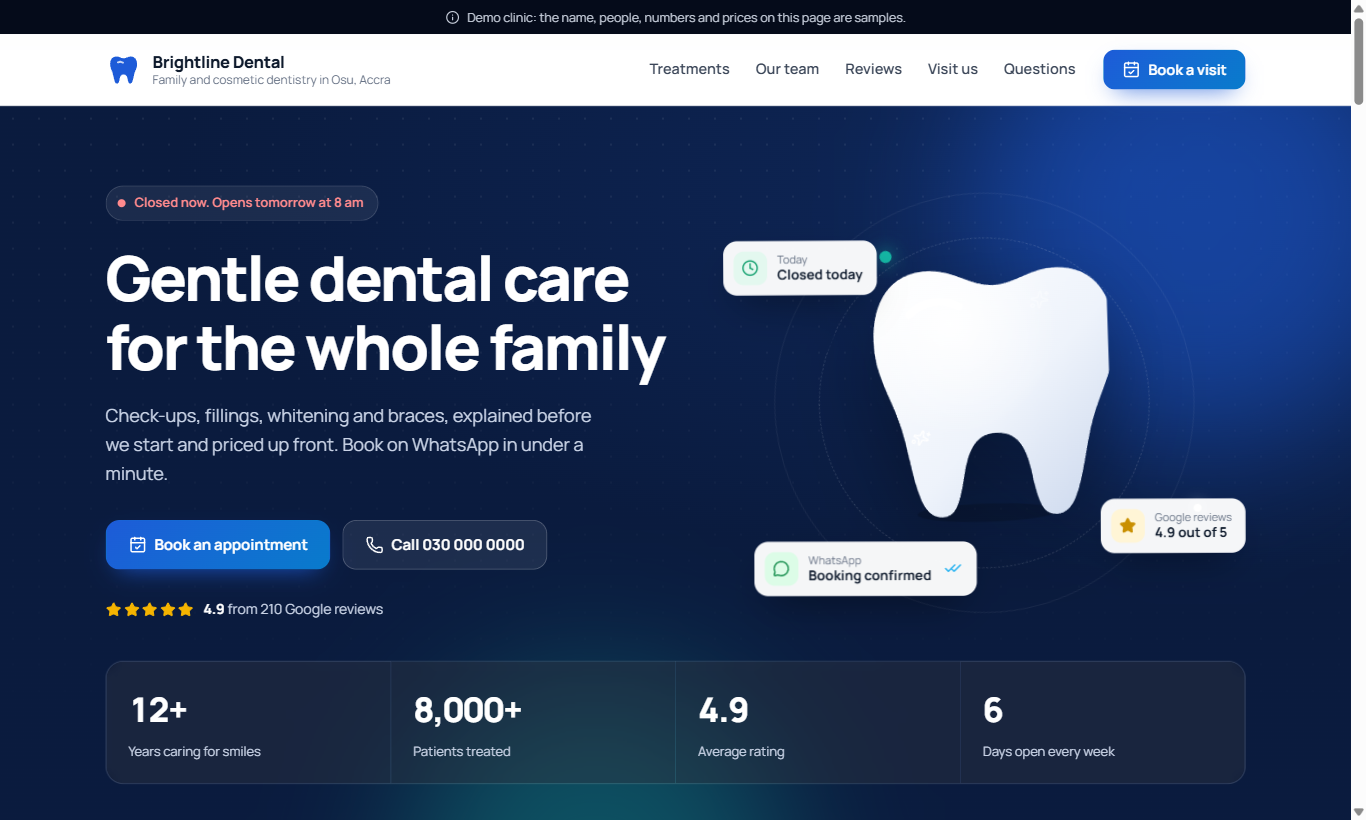 Demo clinic: the name, people, numbers and prices on this page are samples.
Brightline Dental
Family and cosmetic dentistry in Osu, Accra
Treatments
Our team
Reviews
Visit us
Questions
Book a visit
Closed now. Opens tomorrow at 8 am
Gentle dental care
for the whole family
Check-ups, fillings, whitening and braces, explained before
we start and priced up front. Book on WhatsApp in under a
minute.
Book an appointment
Call 030 000 0000
4.9 from 210 Google reviews
Today
Closed today
Google reviews
4.9 out of 5
WhatsApp
Booking confirmed
12+
Years caring for smiles
8,000+
Patients treated
4.9
Average rating
6
Days open every week